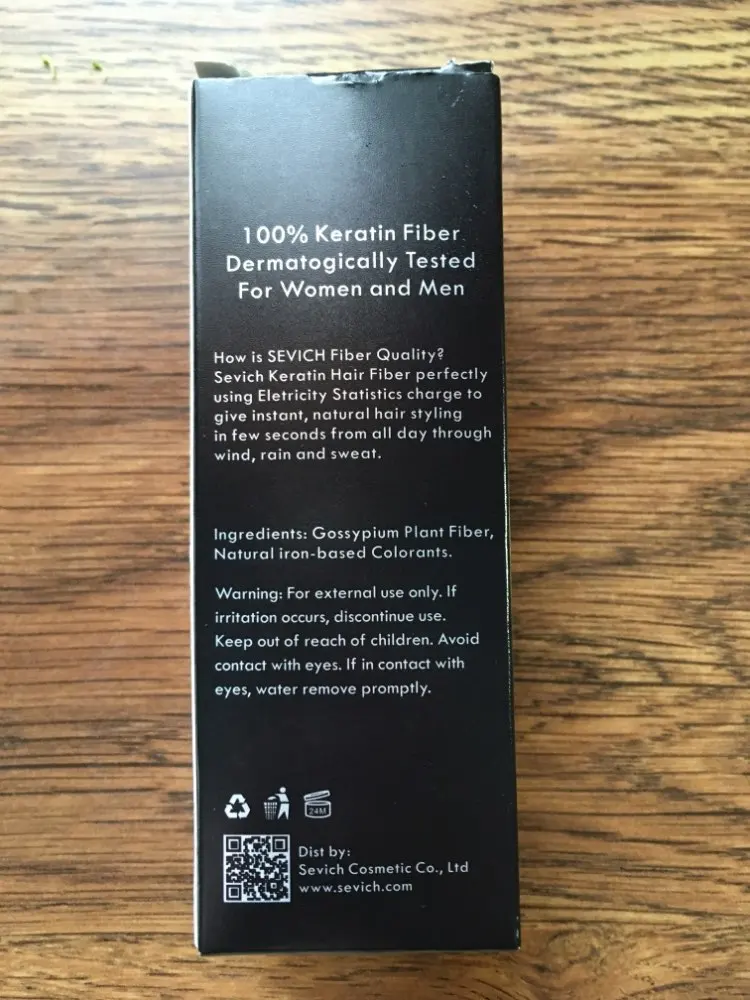 100% Keratin Fiber
Dermatogically Tested
For Women and Men
How is SEVICH Fiber Quality?
Sevich Keratin Hair Fiber perfectly
using Eletricity Statistics charge to
give instant, natural hair styling
in few seconds from all day through
wind, rain and sweat.
Ingredients: Gossypium Plant Fiber,
Natural iron-based Colorants.
Warning: For external use only. If
irritation occurs, discontinue use.
Keep out of reach of children. Avoid
contact with eyes. If in contact with
eyes, water remove promptly.
24M
Dist by:
Sevich Cosmetic Co., Ltd
www.sevich.com